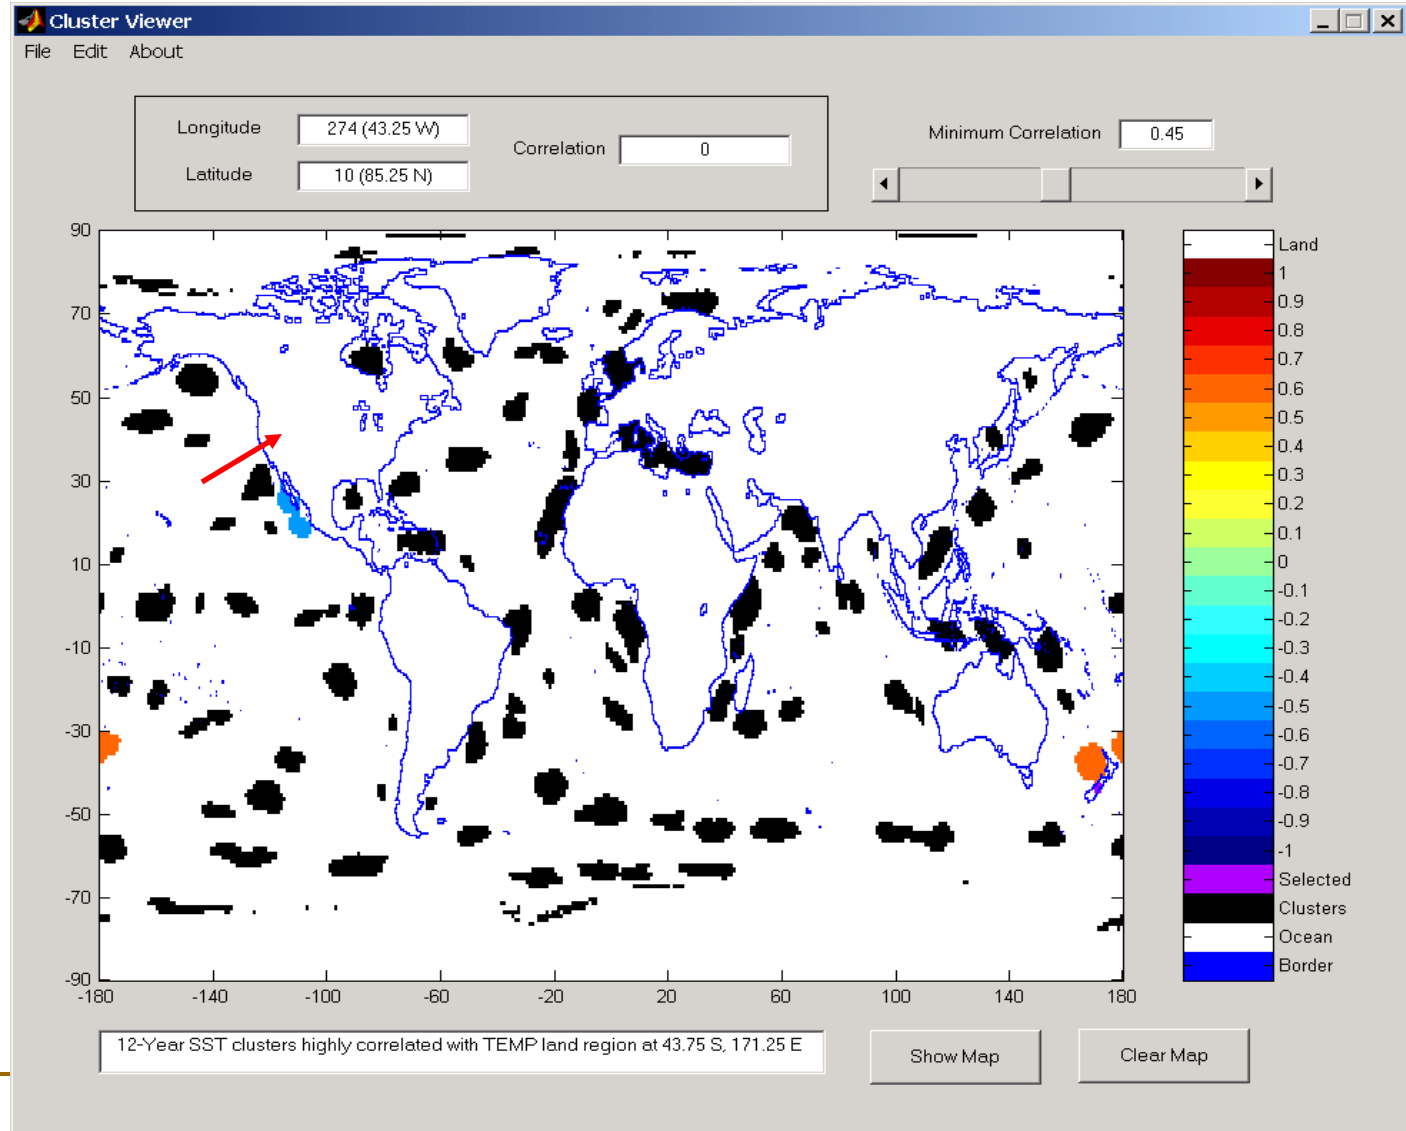 Cluster Viewer
File Edit About
Longitude 274 (43.25 W)
Latitude 10 (85.25 N)
Correlation 0
Minimum Correlation 0.45
90
70
50
30
10
-10
-30
-50
-70
-90
-180 -140 -100 -60 -20 20 60 100 140 180
Land
1
0.9
0.8
0.7
0.6
0.5
0.4
0.3
0.2
0.1
0
-0.1
-0.2
-0.3
-0.4
-0.5
-0.6
-0.7
-0.8
-0.9
-1
Selected
Clusters
Ocean
Border
12-Year SST clusters highly correlated with TEMP land region at 43.75 S, 171.25 E
Show Map
Clear Map